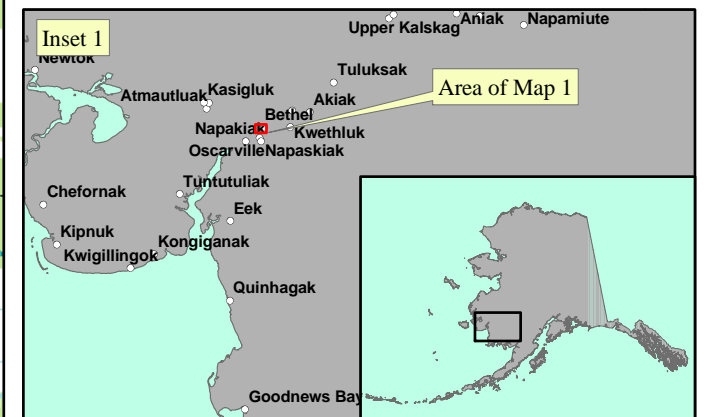 Inset 1
Upper Kalskag
Aniak
Napamiute
Newtok
Tuluksak
Area of Map 1
Atmautluak
Kasigluk
Akiak
Bethel
Napakiak
Kwethluk
Oscarville
Napaskiak
Chefornak
Tuntutuliak
Eek
Kipnuk
Kongiganak
Kwigillingok
Quinhagak
Goodnews Bay